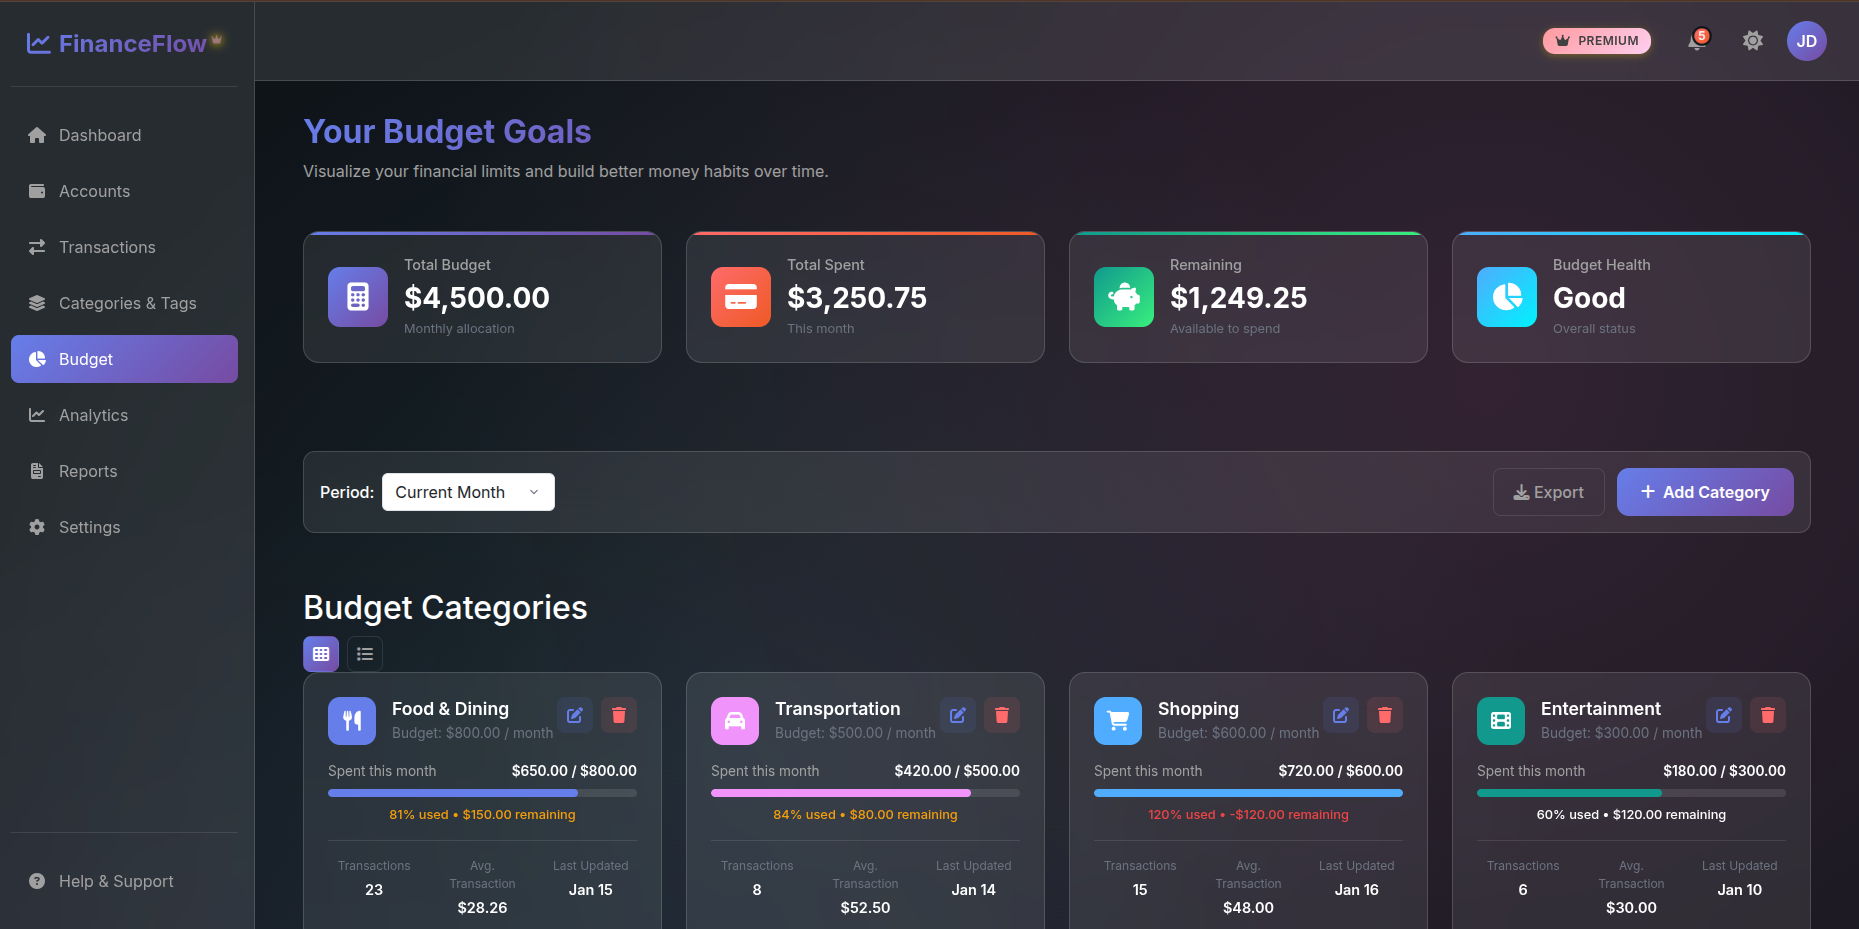 FinanceFlow
PREMIUM
5
JD
Dashboard
Accounts
Transactions
Categories & Tags
Budget
Analytics
Reports
Settings
Help & Support
Your Budget Goals
Visualize your financial limits and build better money habits over time.
Total Budget
$4,500.00
Monthly allocation
Total Spent
$3,250.75
This month
Remaining
$1,249.25
Available to spend
Budget Health
Good
Overall status
Period:
Current Month
Export
Add Category
Budget Categories
Food & Dining
Budget: $800.00 / month
Spent this month
$650.00 / $800.00
81% used • $150.00 remaining
Transactions
23
Avg.
Transaction
$28.26
Last Updated
Jan 15
Transportation
Budget: $500.00 / month
Spent this month
$420.00 / $500.00
84% used • $80.00 remaining
Transactions
8
Avg.
Transaction
$52.50
Last Updated
Jan 14
Shopping
Budget: $600.00 / month
Spent this month
$720.00 / $600.00
120% used • -$120.00 remaining
Transactions
15
Avg.
Transaction
$48.00
Last Updated
Jan 16
Entertainment
Budget: $300.00 / month
Spent this month
$180.00 / $300.00
60% used • $120.00 remaining
Transactions
6
Avg.
Transaction
$30.00
Last Updated
Jan 10